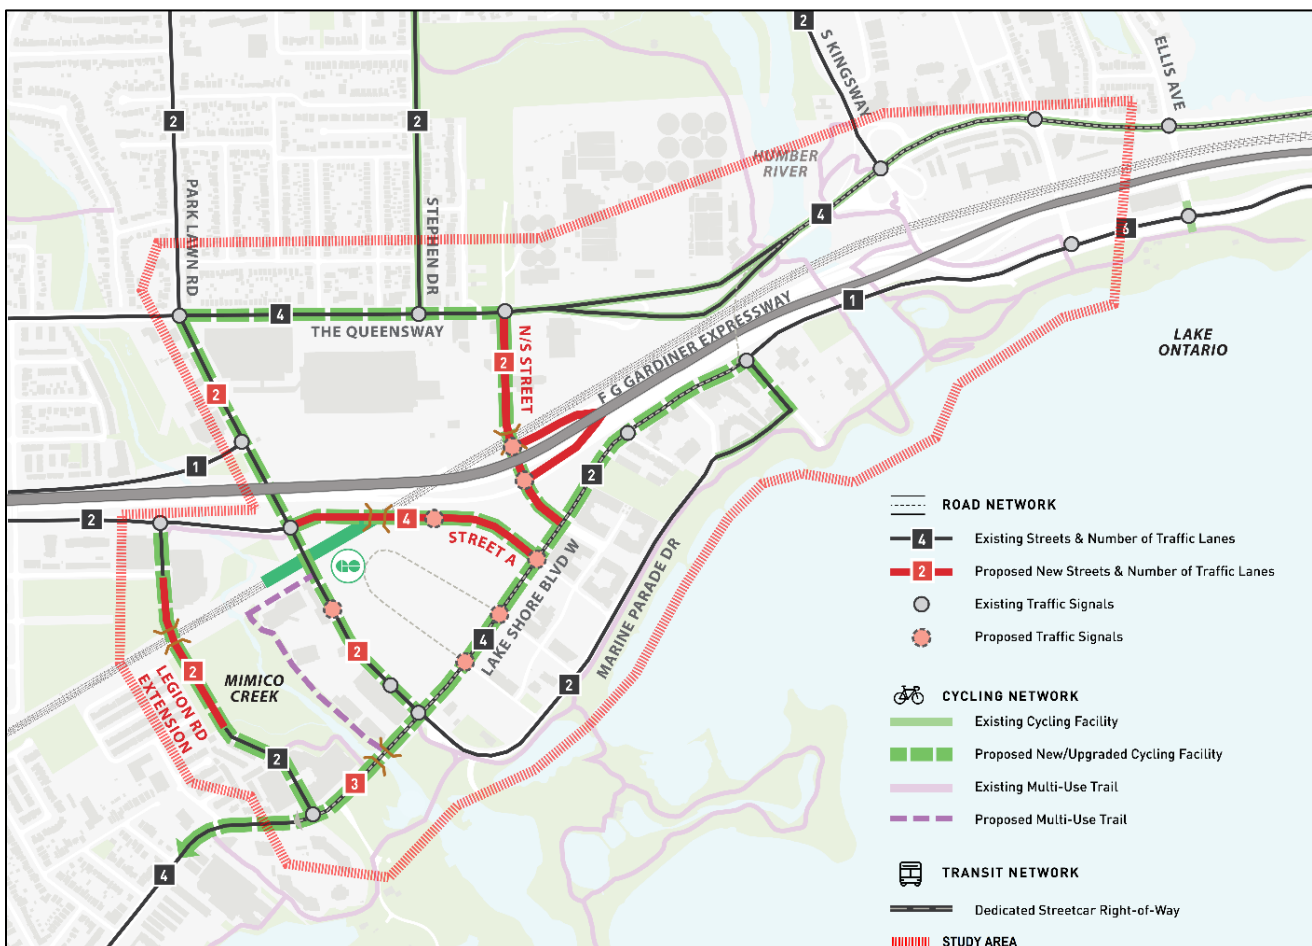 2
2
S KINGSWAY
ELLIS AVE
2
2
HUMBER
RIVER
PARK LAWN RD
STEPHEN DR
4
6
4
THE QUEENSWAY
F G GARDINER EXPRESSWAY
1
LAKE
ONTARIO
N/S STREET
2
2
1
2
2
4
STREET A
GO
LAKE SHORE BLVD W
4
MARINE PARADE DR
2
2
LEGION RD
EXTENSION
2
MIMICO
CREEK
2
3
4
ROAD NETWORK
4 Existing Streets & Number of Traffic Lanes
2 Proposed New Streets & Number of Traffic Lanes
Existing Traffic Signals
Proposed Traffic Signals
CYCLING NETWORK
Existing Cycling Facility
Proposed New/Upgraded Cycling Facility
Existing Multi-Use Trail
Proposed Multi-Use Trail
TRANSIT NETWORK
Dedicated Streetcar Right-of-Way
STUDY AREA